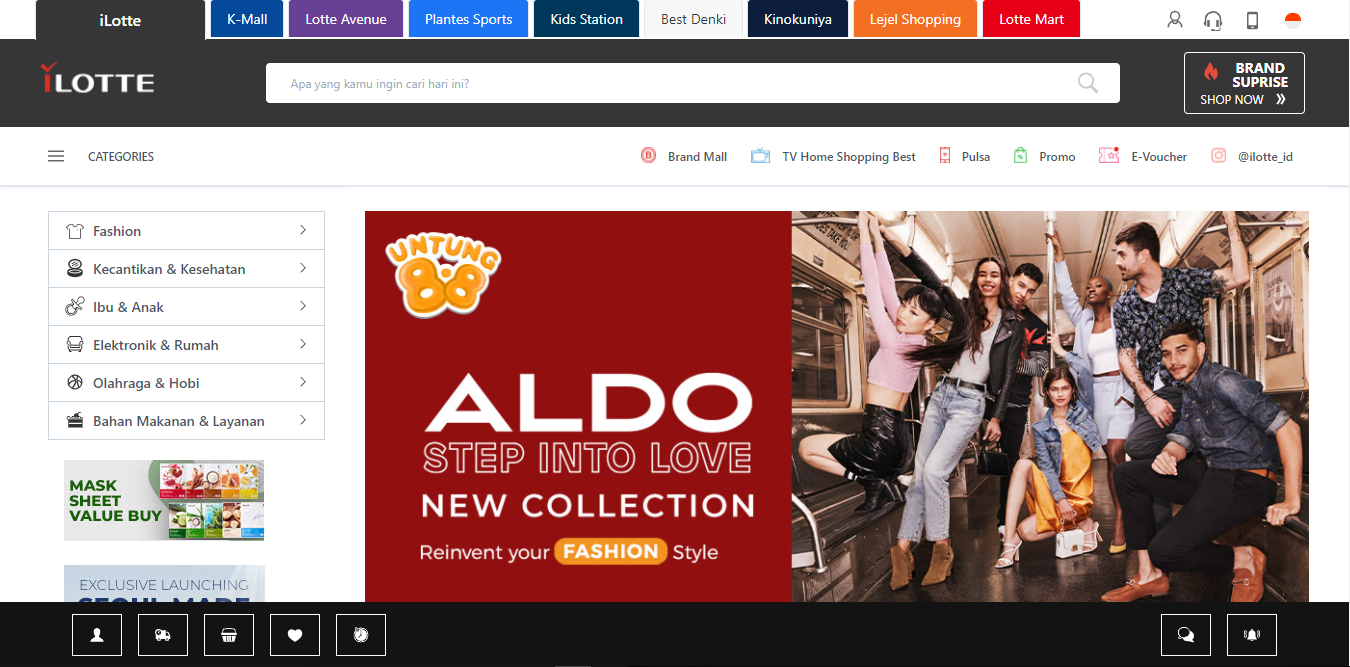 iLotte
K-Mall
Lotte Avenue
Plantes Sports
Kids Station
Best Denki
Kinokuniya
Lejel Shopping
Lotte Mart
iLOTTE
Apa yang kamu ingin cari hari ini?
BRAND
SUPRISE
SHOP NOW »
CATEGORIES
Brand Mall
TV Home Shopping Best
Pulsa
Promo
E-Voucher
@ilotte_id
Fashion
Kecantikan & Kesehatan
Ibu & Anak
Elektronik & Rumah
Olahraga & Hobi
Bahan Makanan & Layanan
MASK
SHEET
VALUE BUY
EXCLUSIVE LAUNCHING
SEOUL MADE
UNTUNG
88
ALDO
STEP INTO LOVE
NEW COLLECTION
Reinvent your FASHION Style